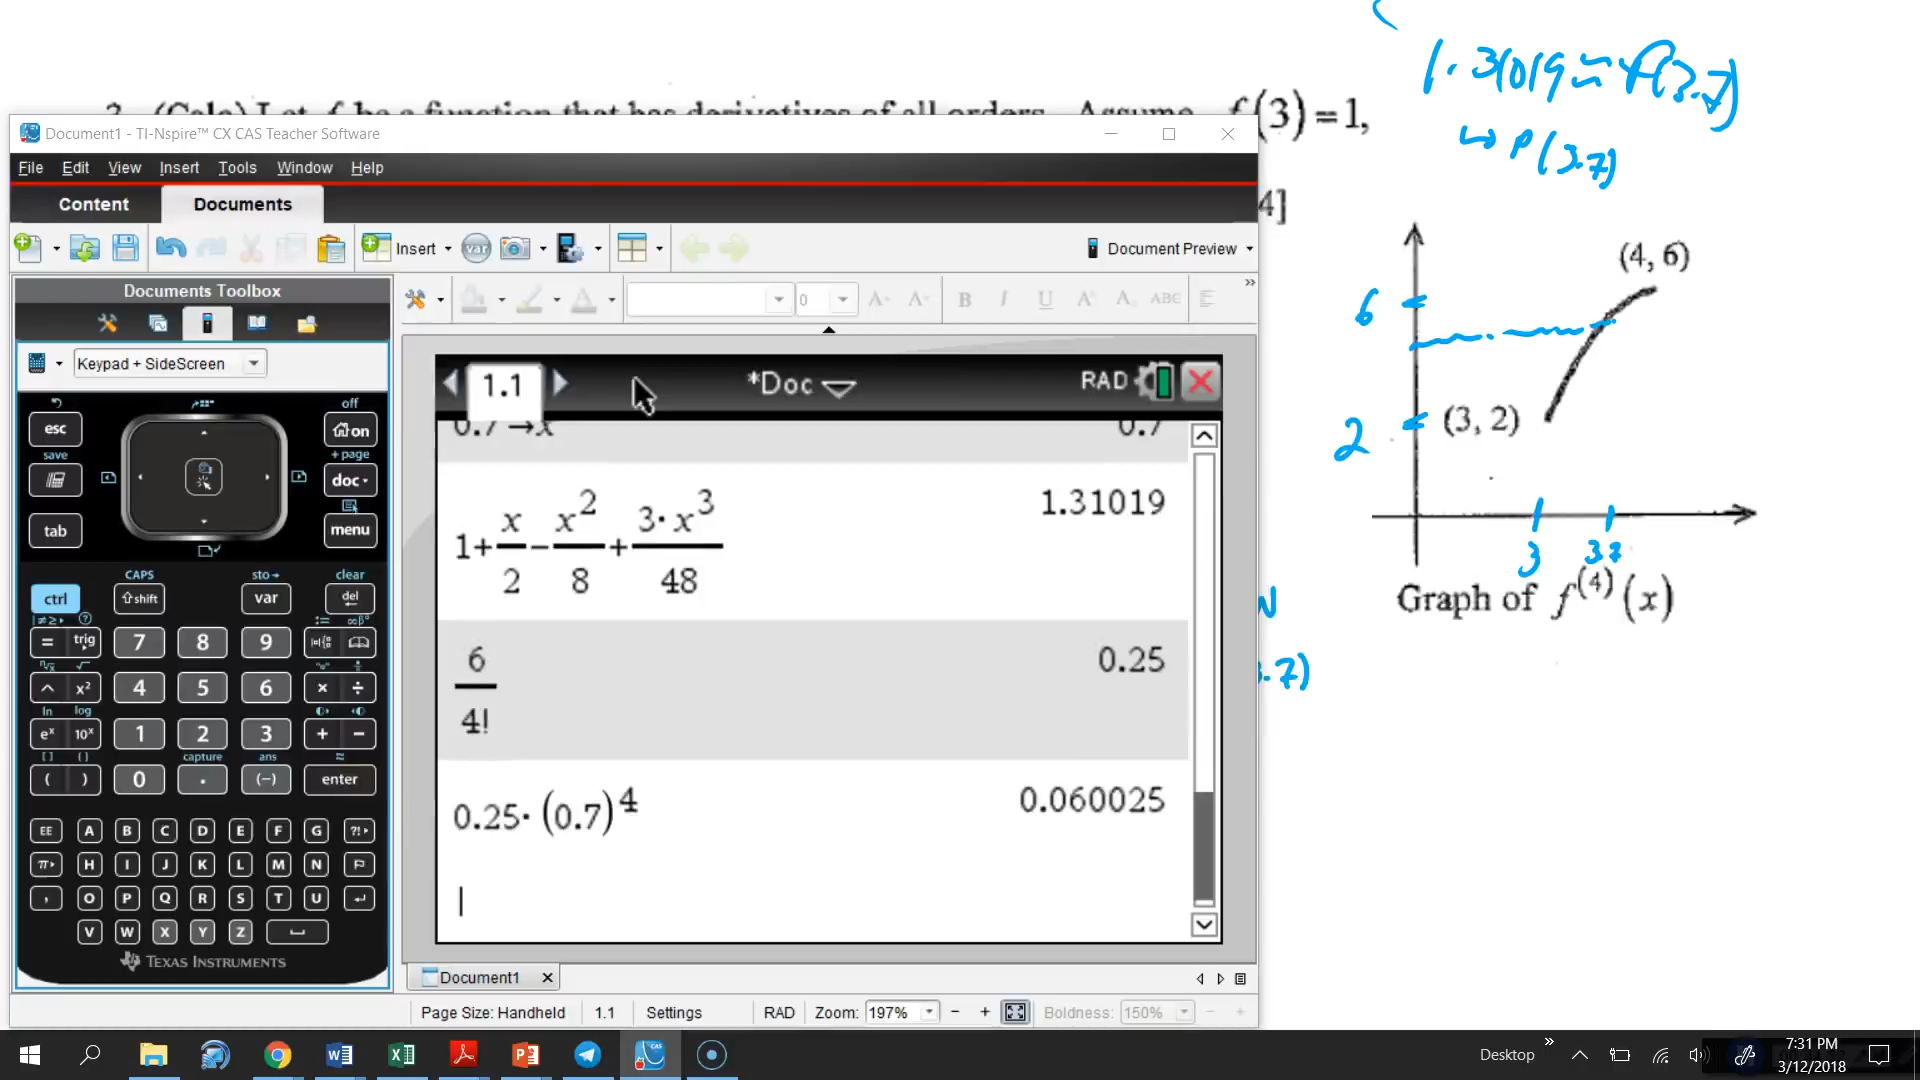 1.31019 ≈ f(3.7)
↳ P(3.7)
3. (Calc) Let f be a function that has derivatives of all orders. Assume f(3) = 1,
4]
Document1 - TI-Nspire™ CX CAS Teacher Software
File Edit View Insert Tools Window Help
Content Documents
Insert Document Preview
Documents Toolbox
0 B I U A A ABC
Keypad + SideScreen
1.1 *Doc RAD
off
esc on
save + page
doc
tab menu
CAPS sto→ clear
ctrl shift var del
= trig 7 8 9
^ x² 4 5 6 × ÷
ln log
eˣ 10ˣ 1 2 3 + −
[ ] { } capture ans ≈
( ) 0 . (−) enter
EE A B C D E F G ?!▸
π▸ H I J K L M N
, O P Q R S T U ↵
V W X Y Z
TEXAS INSTRUMENTS
0.7→x 0.7
1+x/2−x²/8+3·x³/48 1.31019
6/4! 0.25
0.25·(0.7)⁴ 0.060025
(4, 6)
6
(3, 2)
2
3 3.7
Graph of f⁽⁴⁾(x)
.7)
Document1
Page Size: Handheld 1.1 Settings RAD Zoom: 197% − + Boldness: 150% − +
Desktop » 7:31 PM
3/12/2018